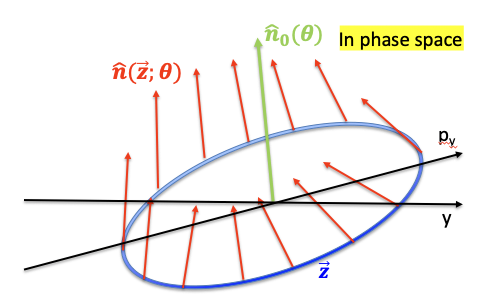 n̂₀(θ)
In phase space
n̂(z⃗; θ)
p_y
y
z⃗